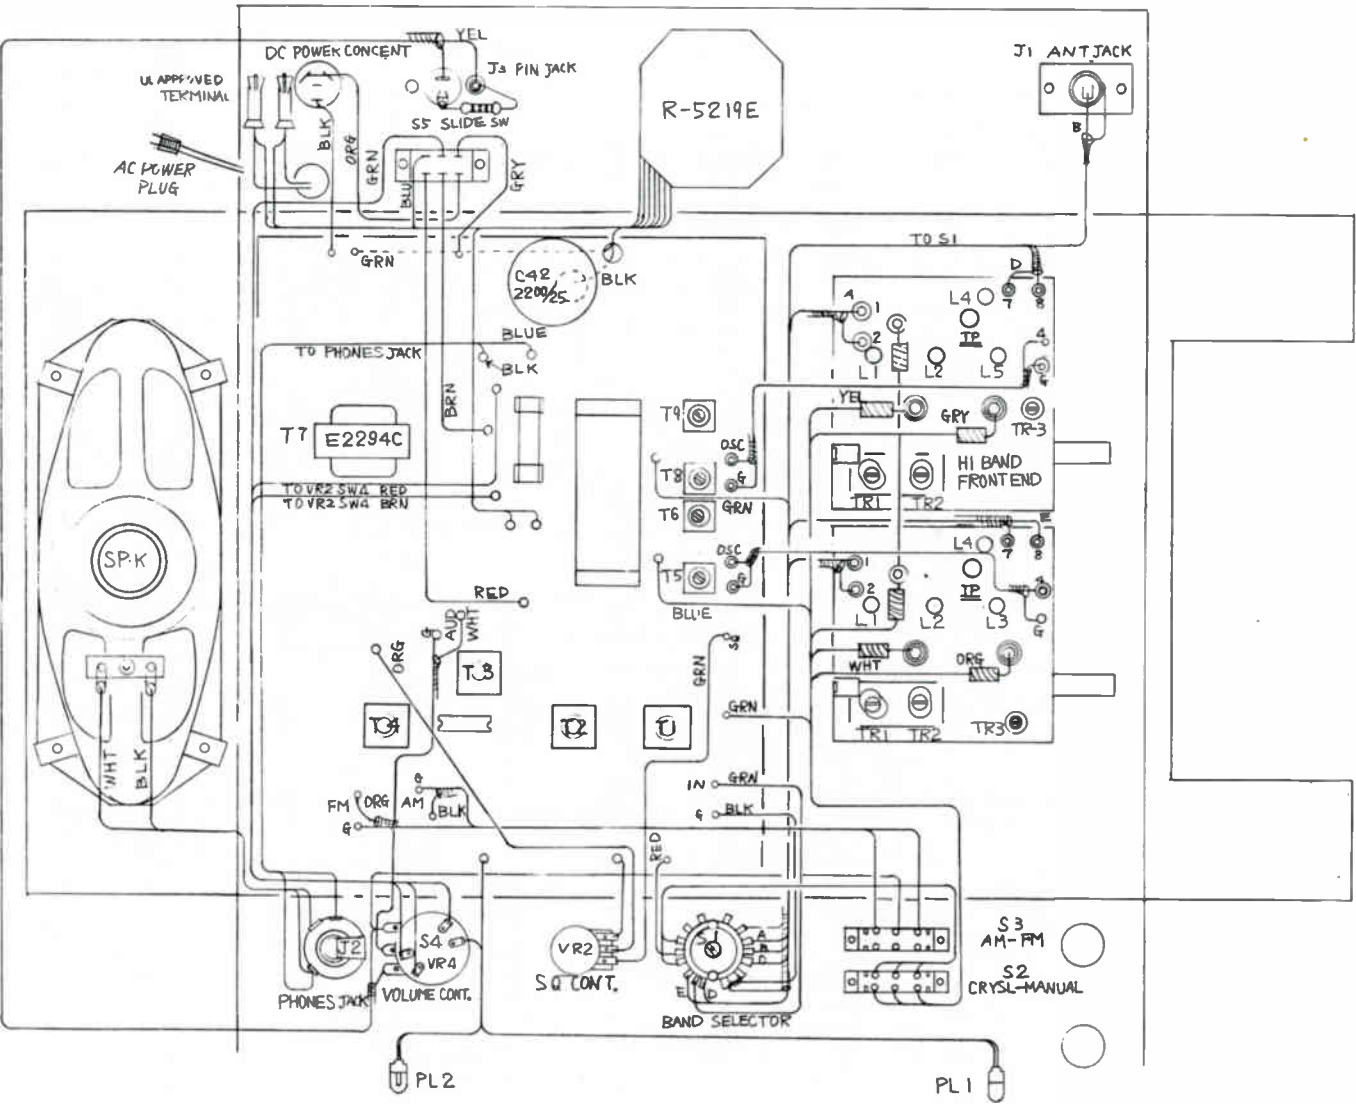 YEL
DC POWER CONCENT
J3 PIN JACK
J1 ANT JACK
UL APPROVED
TERMINAL
R-5219E
S5 SLIDE SW
BLK
ORG
GRN
BLU
GRY
B
AC POWER
PLUG
TO S1
GRN
C42
2200/25
BLK
D
7
8
L4
A
1
2
TP
4
G
L1
L2
L5
BLUE
TO PHONES JACK
BLK
BRN
YEL
GRY
TR-3
T7
E2294C
T9
OSC
T8
G
HI BAND
FRONT END
TR1
TR2
TO VR2 SW4 RED
TO VR2 SW4 BRN
T6
GRN
E
7
8
L4
SP.K
OSC
T5
G
BLUE
1
2
TP
4
G
L1
L2
L3
RED
G
AUD
WHT
ORG
SQ
GRN
WHT
ORG
T3
T4
T2
T1
GRN
TR1
TR2
TR3
WHT
BLK
FM
ORG
G
AM
G
BLK
IN
GRN
G
BLK
RED
J2
S4
VR4
VR2
A
B
D
S3
AM-FM
PHONES JACK
VOLUME CONT.
SQ CONT.
E
D
BAND SELECTOR
S2
CRYSL-MANUAL
PL2
PL1